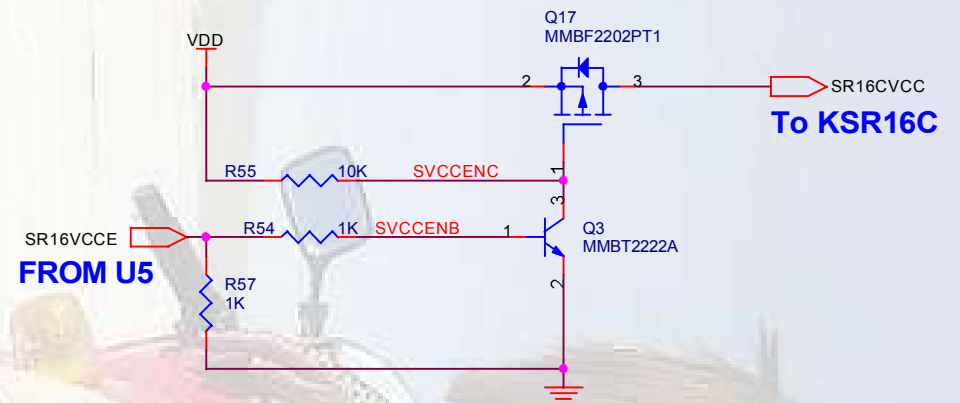 Q17
MMBF2202PT1
VDD
2
3
SR16CVCC
To KSR16C
1
R55
10K
SVCCENC
3
R54
1K
SVCCENB
1
Q3
MMBT2222A
SR16VCCE
FROM U5
R57
1K
2